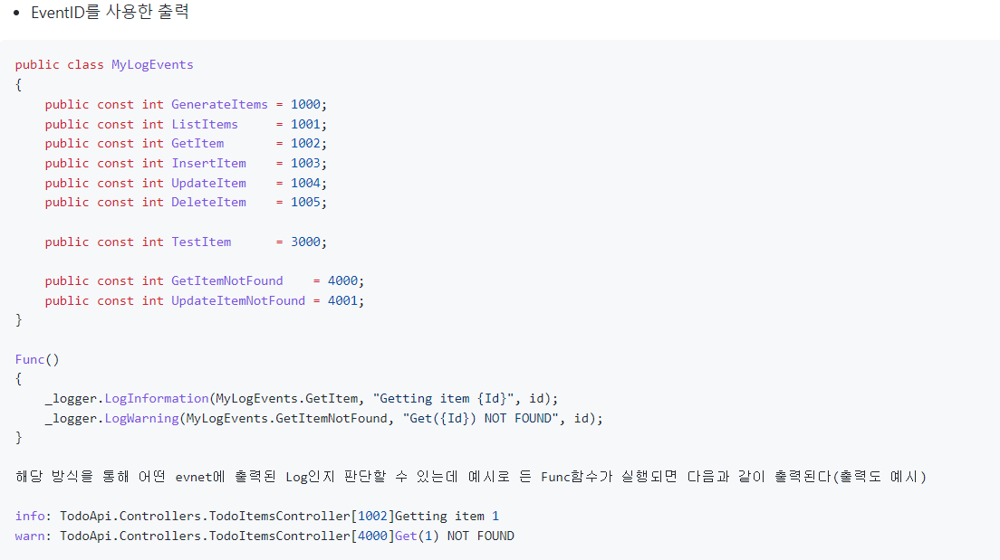 • EventID를 사용한 출력
public class MyLogEvents
{
    public const int GenerateItems = 1000;
    public const int ListItems     = 1001;
    public const int GetItem       = 1002;
    public const int InsertItem    = 1003;
    public const int UpdateItem    = 1004;
    public const int DeleteItem    = 1005;

    public const int TestItem      = 3000;

    public const int GetItemNotFound    = 4000;
    public const int UpdateItemNotFound = 4001;
}

Func()
{
    _logger.LogInformation(MyLogEvents.GetItem, "Getting item {Id}", id);
    _logger.LogWarning(MyLogEvents.GetItemNotFound, "Get({Id}) NOT FOUND", id);
}

해당 방식을 통해 어떤 evnet에 출력된 Log인지 판단할 수 있는데 예시로 든 Func함수가 실행되면 다음과 같이 출력된다(출력도 예시)

info: TodoApi.Controllers.TodoItemsController[1002]Getting item 1
warn: TodoApi.Controllers.TodoItemsController[4000]Get(1) NOT FOUND